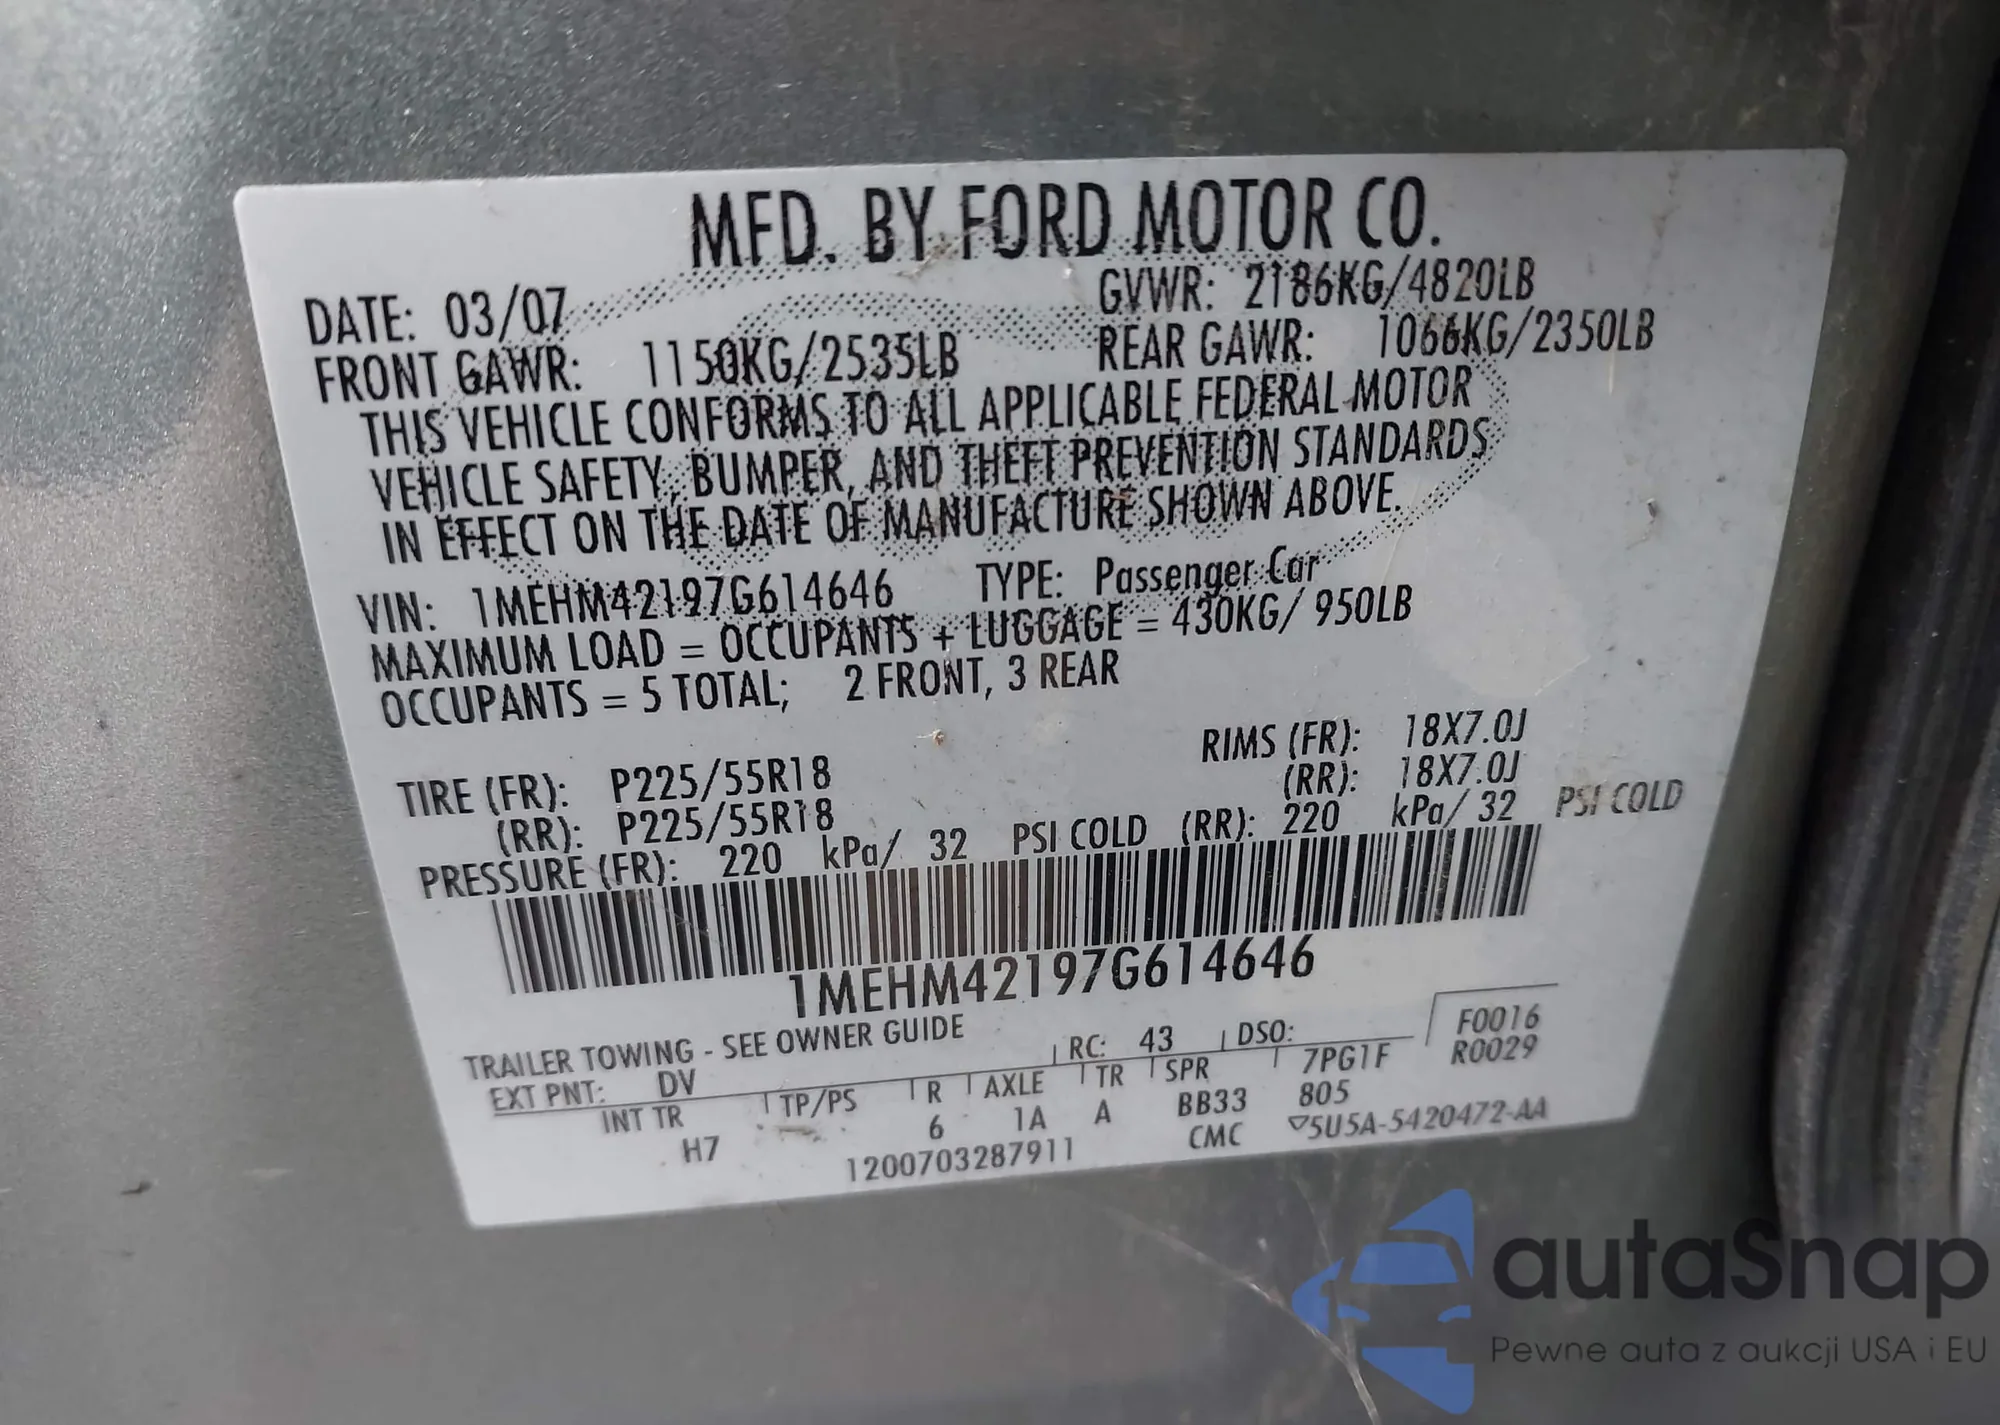 MFD. BY FORD MOTOR CO.
DATE: 03/07 GVWR: 2186KG/4820LB
FRONT GAWR: 1150KG/2535LB REAR GAWR: 1066KG/2350LB
THIS VEHICLE CONFORMS TO ALL APPLICABLE FEDERAL MOTOR
VEHICLE SAFETY, BUMPER, AND THEFT PREVENTION STANDARDS
IN EFFECT ON THE DATE OF MANUFACTURE SHOWN ABOVE.
VIN: 1MEHM42197G614646 TYPE: Passenger Car
MAXIMUM LOAD = OCCUPANTS + LUGGAGE = 430KG/ 950LB
OCCUPANTS = 5 TOTAL; 2 FRONT, 3 REAR
TIRE (FR): P225/55R18 RIMS (FR): 18X7.0J
(RR): P225/55R18 (RR): 18X7.0J
PRESSURE (FR): 220 kPa/ 32 PSI COLD (RR): 220 kPa/ 32 PSI COLD
1MEHM42197G614646
TRAILER TOWING - SEE OWNER GUIDE
EXT PNT: DV RC: 43 DSO: F0016
INT TR TP/PS R AXLE TR SPR 7PG1F R0029
H7 6 1A A BB33 805
1200703287911 CMC ▽5U5A-5420472-AA
autaSnap
Pewne auta z aukcji USA i EU